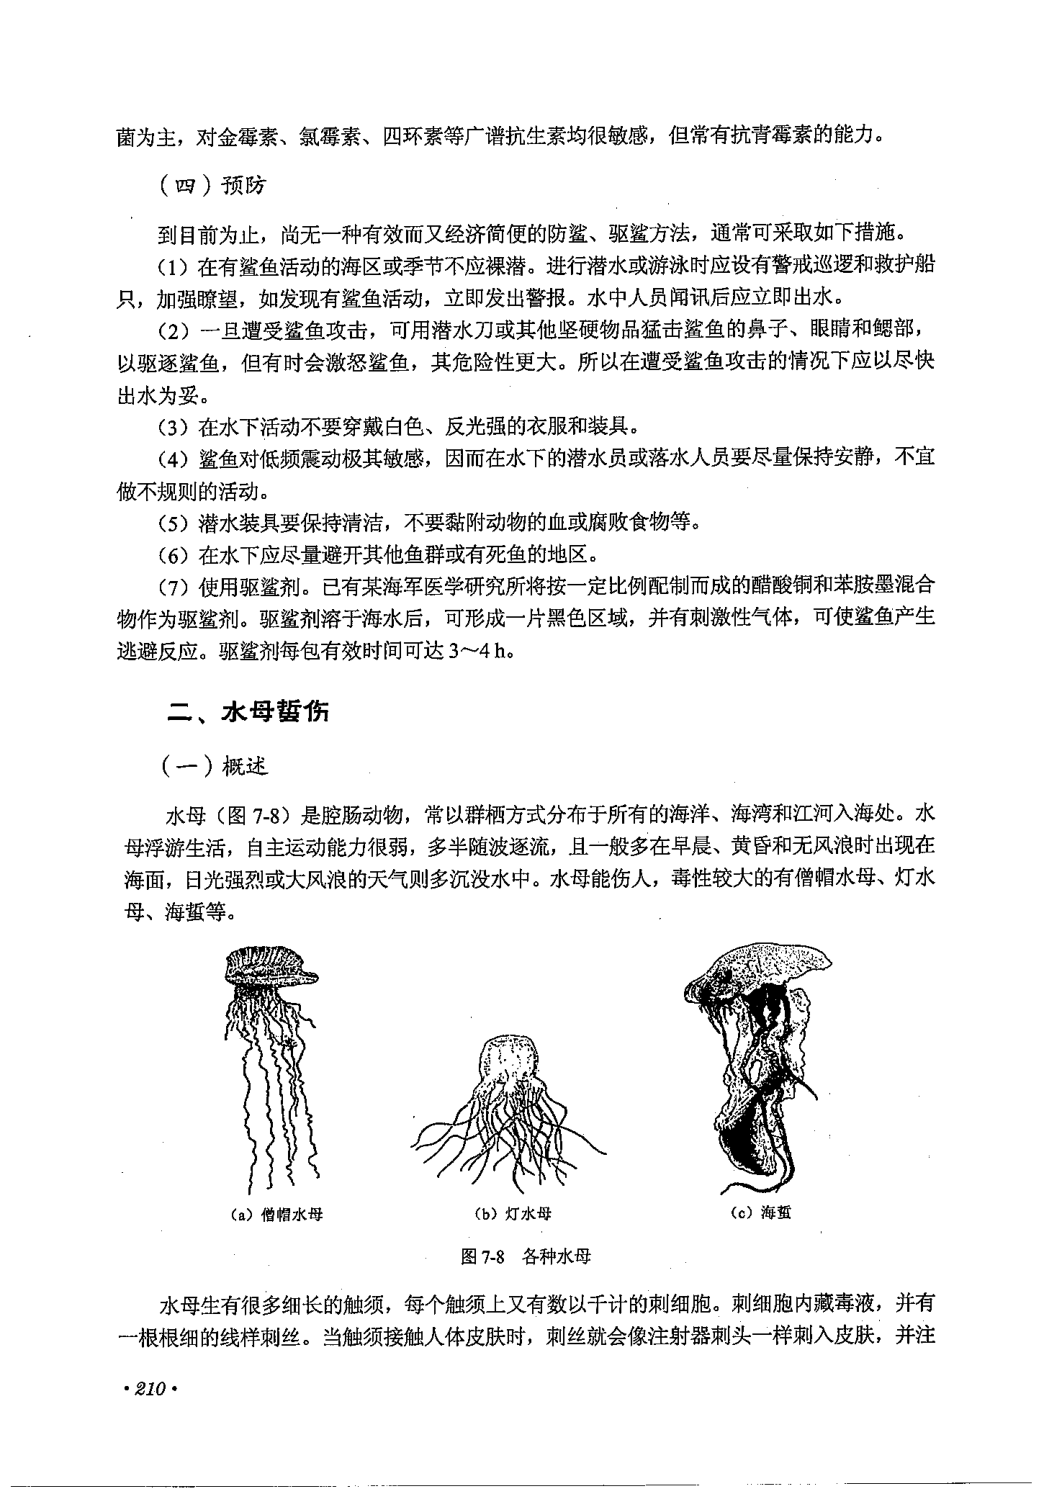 菌为主，对金霉素、氯霉素、四环素等广谱抗生素均很敏感，但常有抗青霉素的能力。
（四）预防
到目前为止，尚无一种有效而又经济简便的防鲨、驱鲨方法，通常可采取如下措施。
（1）在有鲨鱼活动的海区或季节不应裸潜。进行潜水或游泳时应设有警戒巡逻和救护船
只，加强瞭望，如发现有鲨鱼活动，立即发出警报。水中人员闻讯后应立即出水。
（2）一旦遭受鲨鱼攻击，可用潜水刀或其他坚硬物品猛击鲨鱼的鼻子、眼睛和鳃部，
以驱逐鲨鱼，但有时会激怒鲨鱼，其危险性更大。所以在遭受鲨鱼攻击的情况下应以尽快
出水为妥。
（3）在水下活动不要穿戴白色、反光强的衣服和装具。
（4）鲨鱼对低频震动极其敏感，因而在水下的潜水员或落水人员要尽量保持安静，不宜
做不规则的活动。
（5）潜水装具要保持清洁，不要黏附动物的血或腐败食物等。
（6）在水下应尽量避开其他鱼群或有死鱼的地区。
（7）使用驱鲨剂。已有某海军医学研究所将按一定比例配制而成的醋酸铜和苯胺墨混合
物作为驱鲨剂。驱鲨剂溶于海水后，可形成一片黑色区域，并有刺激性气体，可使鲨鱼产生
逃避反应。驱鲨剂每包有效时间可达 3～4 h。
二、水母蜇伤
（一）概述
水母（图 7-8）是腔肠动物，常以群栖方式分布于所有的海洋、海湾和江河入海处。水
母浮游生活，自主运动能力很弱，多半随波逐流，且一般多在早晨、黄昏和无风浪时出现在
海面，日光强烈或大风浪的天气则多沉没水中。水母能伤人，毒性较大的有僧帽水母、灯水
母、海蜇等。
（a）僧帽水母
（b）灯水母
（c）海蜇
图 7-8 各种水母
水母生有很多细长的触须，每个触须上又有数以千计的刺细胞。刺细胞内藏毒液，并有
一根根细的线样刺丝。当触须接触人体皮肤时，刺丝就会像注射器刺头一样刺入皮肤，并注
·210·